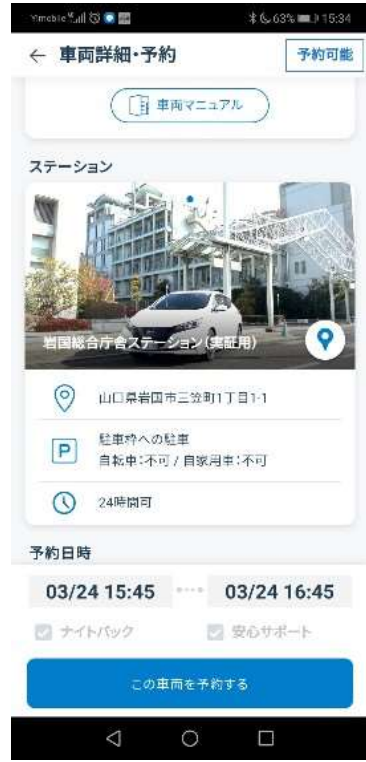 Y!mobile 63% 15:34
車両詳細・予約
予約可能
車両マニュアル
ステーション
岩国総合庁舎ステーション(実証用)
山口県岩国市三笠町1丁目1-1
P
駐車枠への駐車
自転車:不可 / 自家用車:不可
24時間可
予約日時
03/24 15:45
03/24 16:45
ナイトパック
安心サポート
この車両を予約する